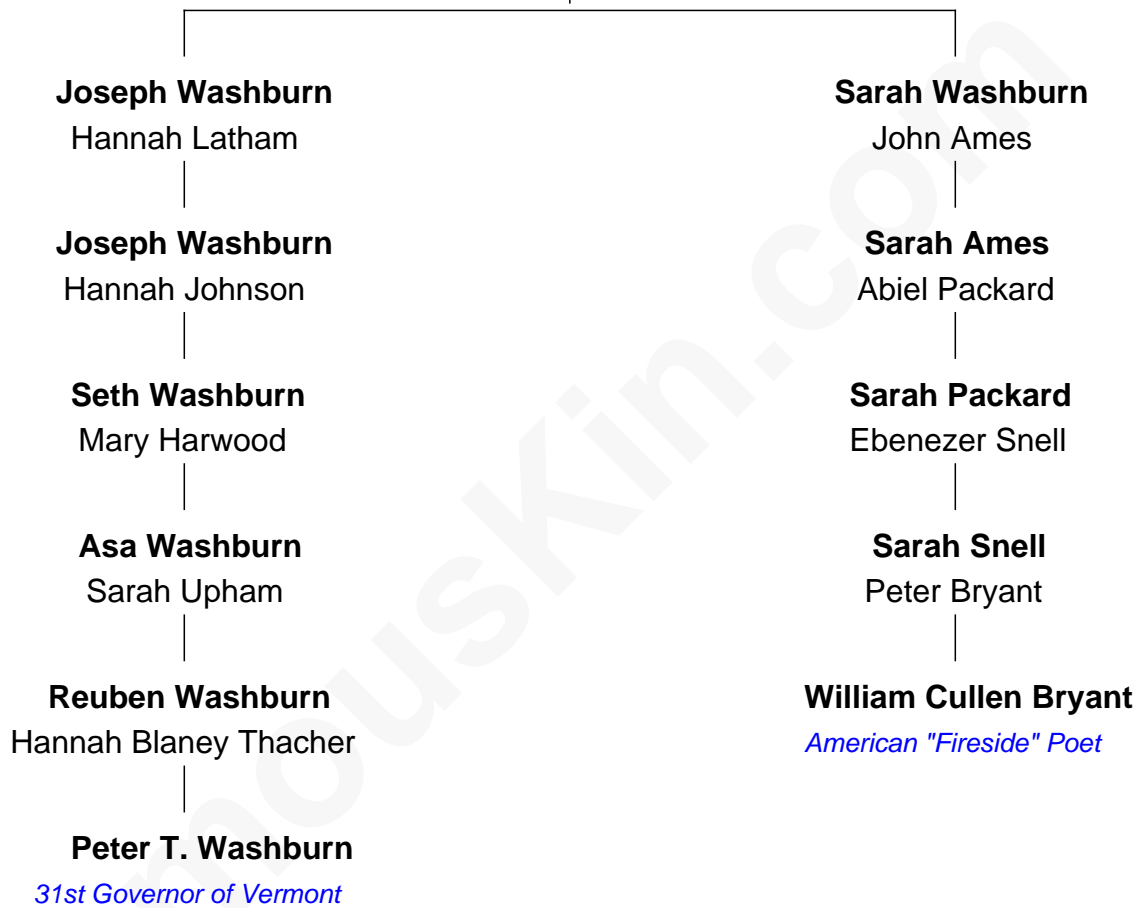 Joseph Washburn
Hannah Latham
Joseph Washburn
Hannah Johnson
Seth Washburn
Mary Harwood
Asa Washburn
Sarah Upham
Reuben Washburn
Hannah Blaney Thacher
Peter T. Washburn
31st Governor of Vermont
Sarah Washburn
John Ames
Sarah Ames
Abiel Packard
Sarah Packard
Ebenezer Snell
Sarah Snell
Peter Bryant
William Cullen Bryant
American "Fireside" Poet
mouskin.com